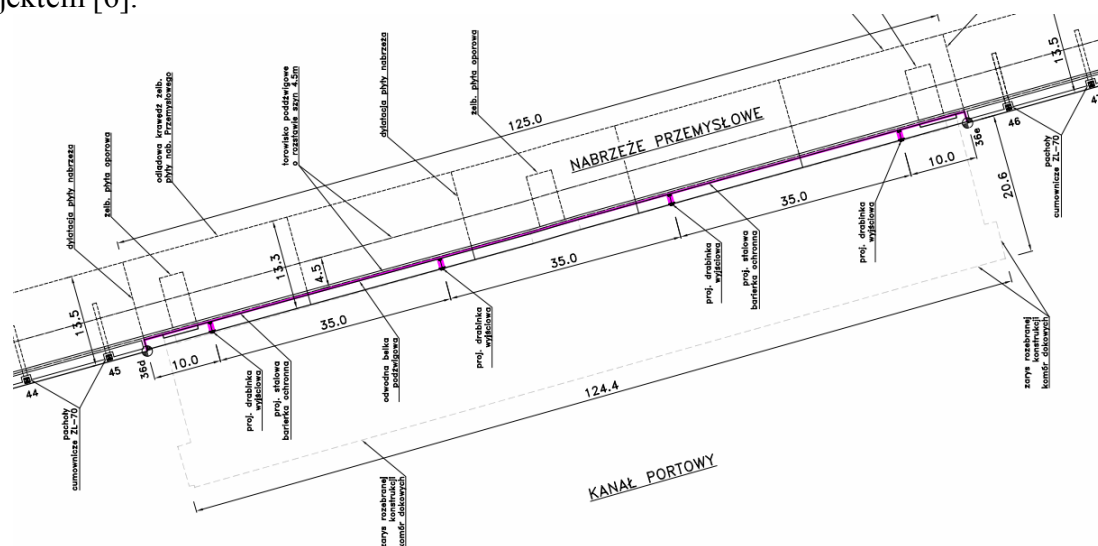 jektem [6].
dylatacja płyty nabrzeża
żelb. płyta oporowa
odlądowa krawędź żelb.
płyty nab. Przemysłowego
torowisko poddźwigowe
o rozstawie szyn 4.5m
dylatacja płyty nabrzeża
żelb. płyta oporowa
125.0
NABRZEŻE PRZEMYSŁOWE
13.5
47
46
36e
pachoły
cumownicze ZL-70
20.6
10.0
proj. drabinka
wyjściowa
35.0
proj. stalowa
barierka ochronna
proj. drabinka
wyjściowa
35.0
proj. drabinka
wyjściowa
13.3
4.5
35.0
odwodna belka
podźwigowa
proj. stalowa
barierka ochronna
proj. drabinka
wyjściowa
10.0
36d
13.5
45
44
pachoły
cumownicze ZL-70
124.4
zarys rozebranej
konstrukcji
komór dokowych
KANAŁ PORTOWY
zarys rozebranej
konstrukcji
komór dokowych